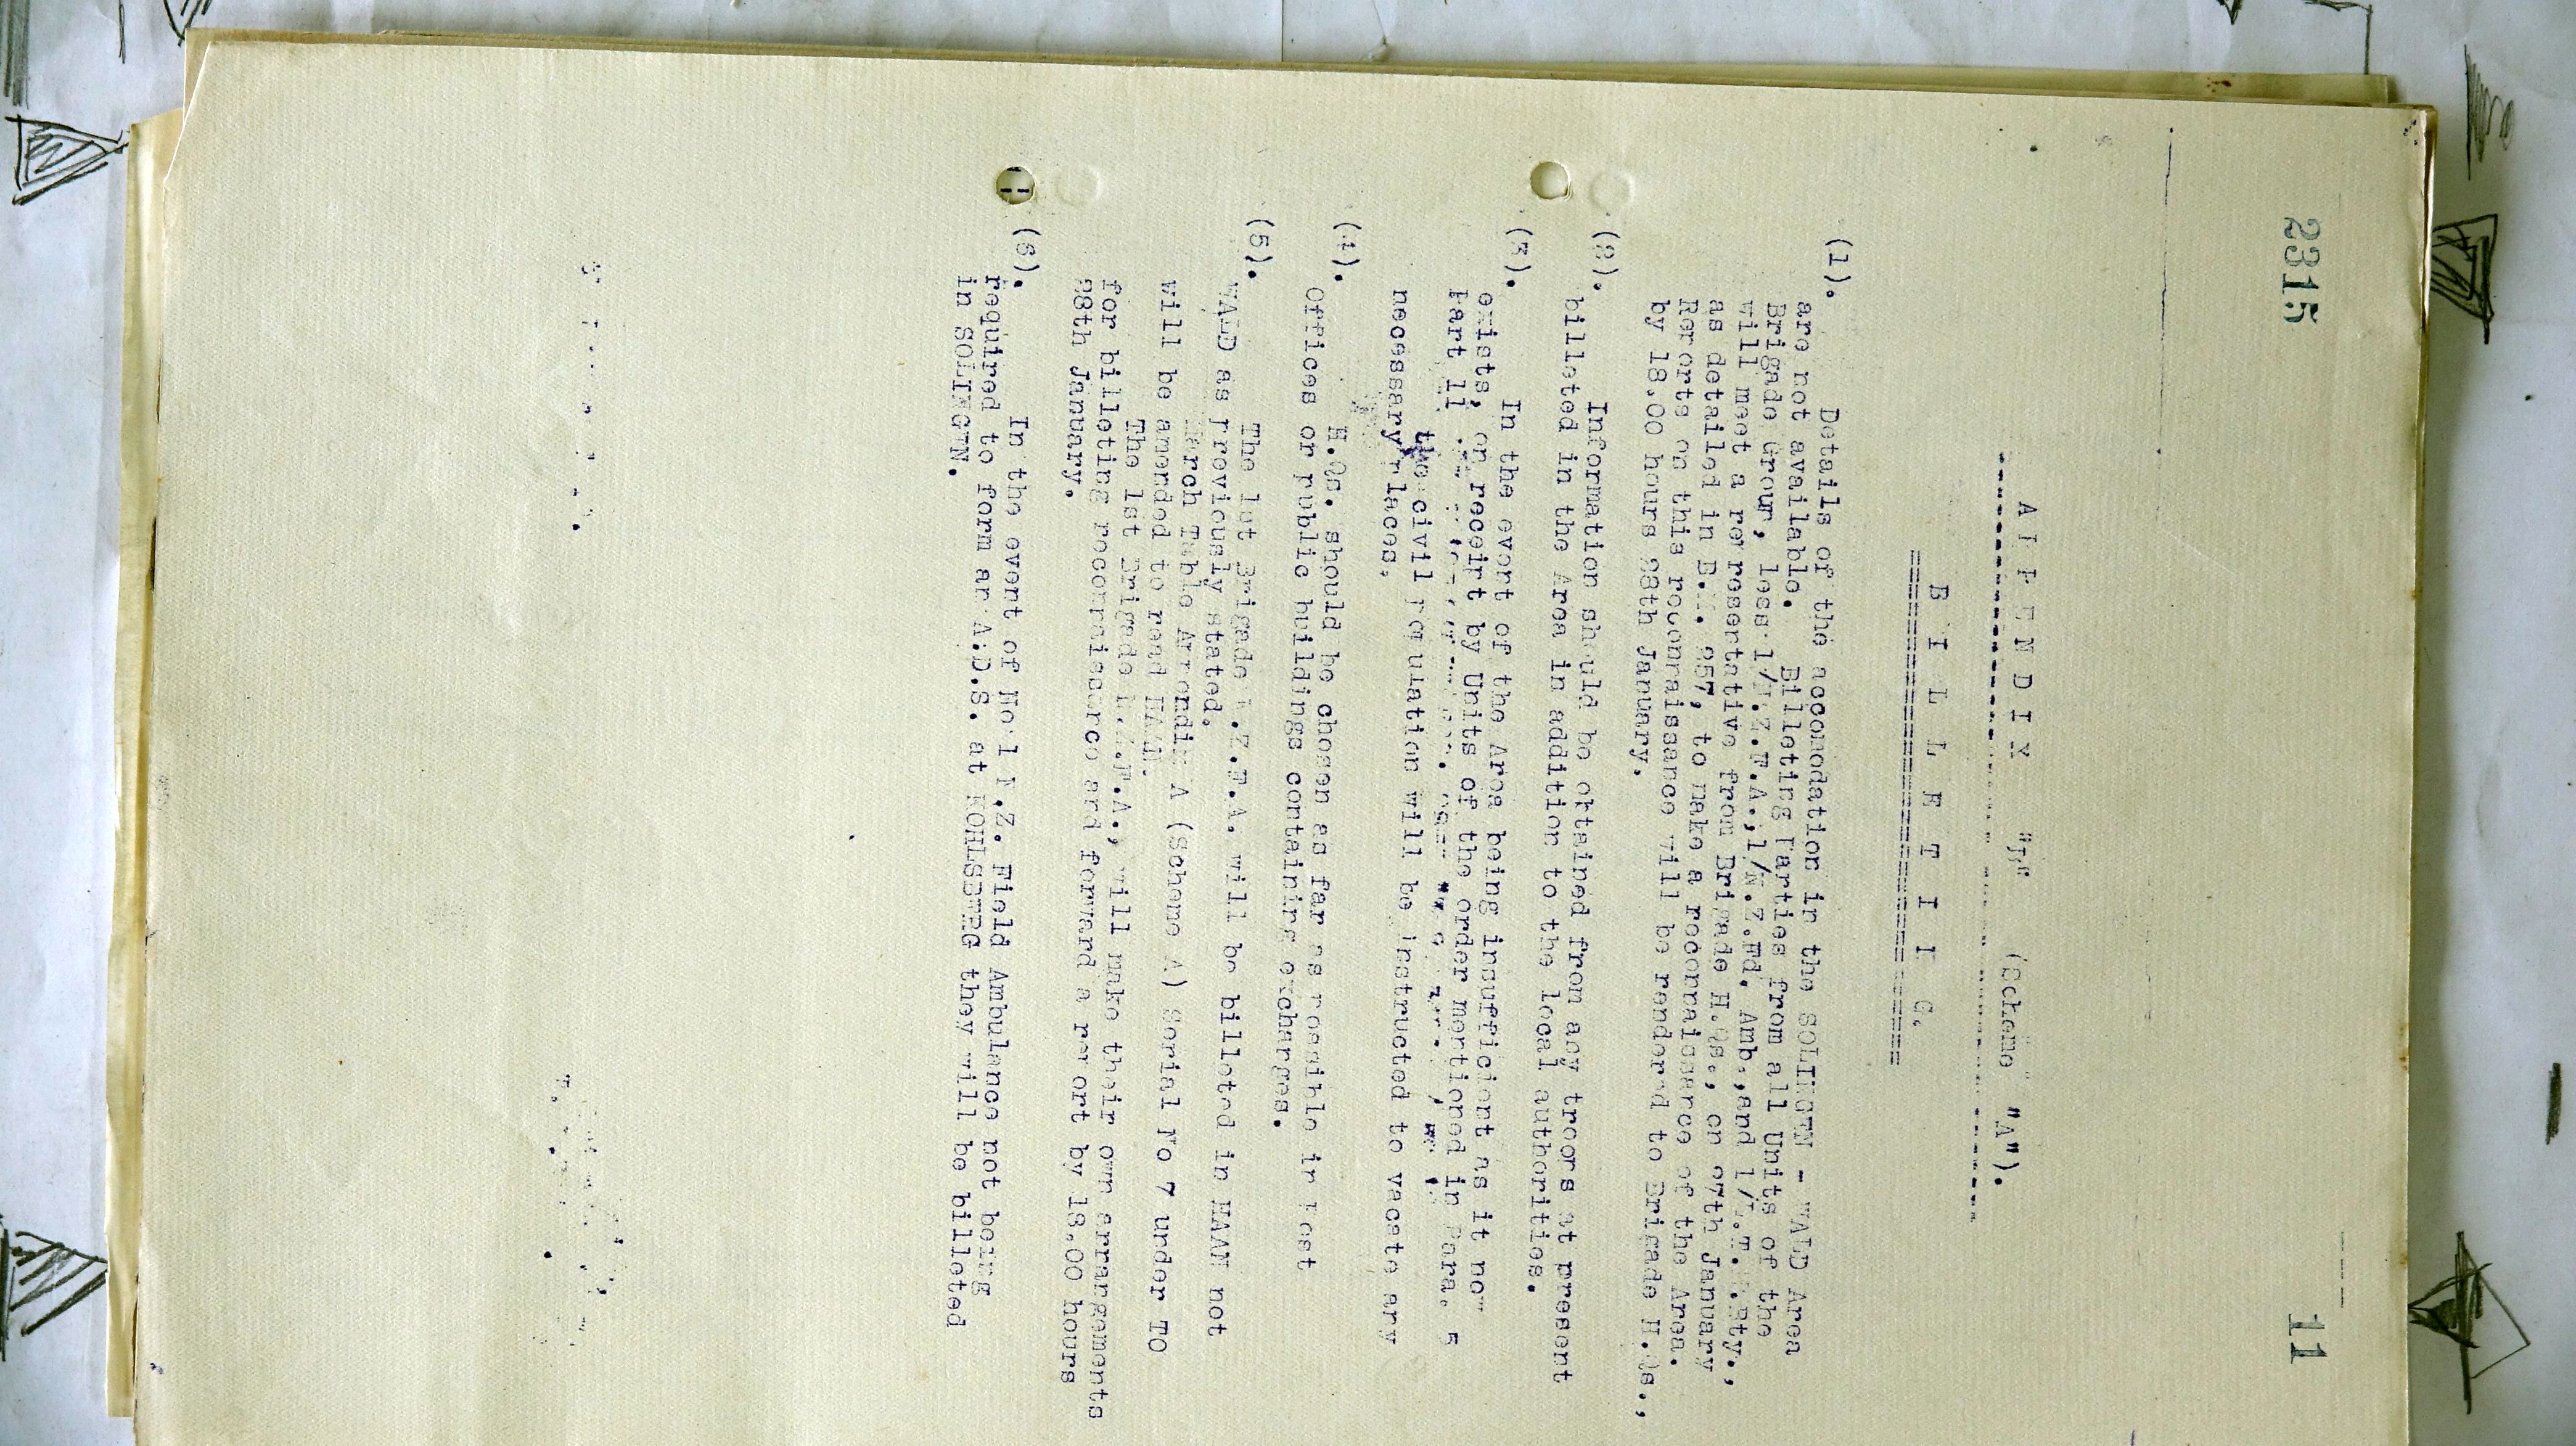 2315
11
A P P E N D I X (Scheme "A").
B I L L E T I N G.
(1). Details of the accomodation in the SOLINGEN - WALD Area
are not available. Billeting Parties from all Units of the
Brigade Group, less 1/N.Z.F.A., 1/N.Z.Fd. Amb., and
will meet a representative from Brigade H.Qs., on 27th January
as detailed in B.M. 257, to make a reconnaissance of the Area.
Reports on this reconnaissance will be rendered to Brigade H.Qs.,
by 18.00 hours 28th January.
(2). Information should be obtained from any troops at present
billeted in the Area in addition to the local authorities.
(3). In the event of the Area being insufficient as it now
exists, on receipt by Units of the order mentioned in Para. 5
Part II
the civil population will be instructed to vacate any
necessary places.
(4). H.Qs. should be chosen as far as possible in Post
Offices or public buildings containing exchanges.
(5). The 1st Brigade N.Z.F.A. will be billeted in HAAN not
WALD as previously stated.
March Table Appendix A (Scheme A) Serial No 7 under TO
will be amended to read HAAN.
The 1st Brigade N.Z.F.A., will make their own arrangements
for billeting reconnaissance and forward a report by 18.00 hours
28th January.
(6). In the event of No 1 N.Z. Field Ambulance not being
required to form an A.D.S. at KOHLSBERG they will be billeted
in SOLINGEN.